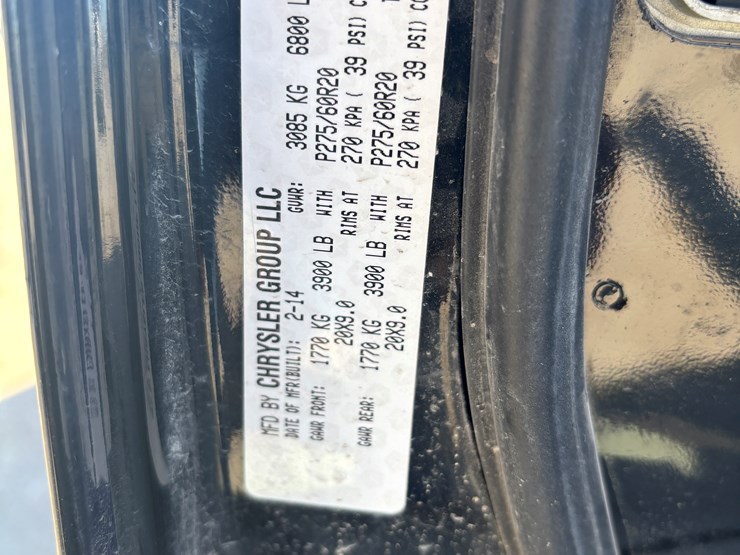 MFD BY CHRYSLER GROUP LLC
DATE OF MFR(BUILT): 2-14 GVWR: 3085 KG 6800 L
GAWR FRONT: 1770 KG 3900 LB WITH P275/60R20
20X9.0 RIMS AT 270 KPA ( 39 PSI) C
GAWR REAR: 1770 KG 3900 LB WITH P275/60R20
20X9.0 RIMS AT 270 KPA ( 39 PSI) CO